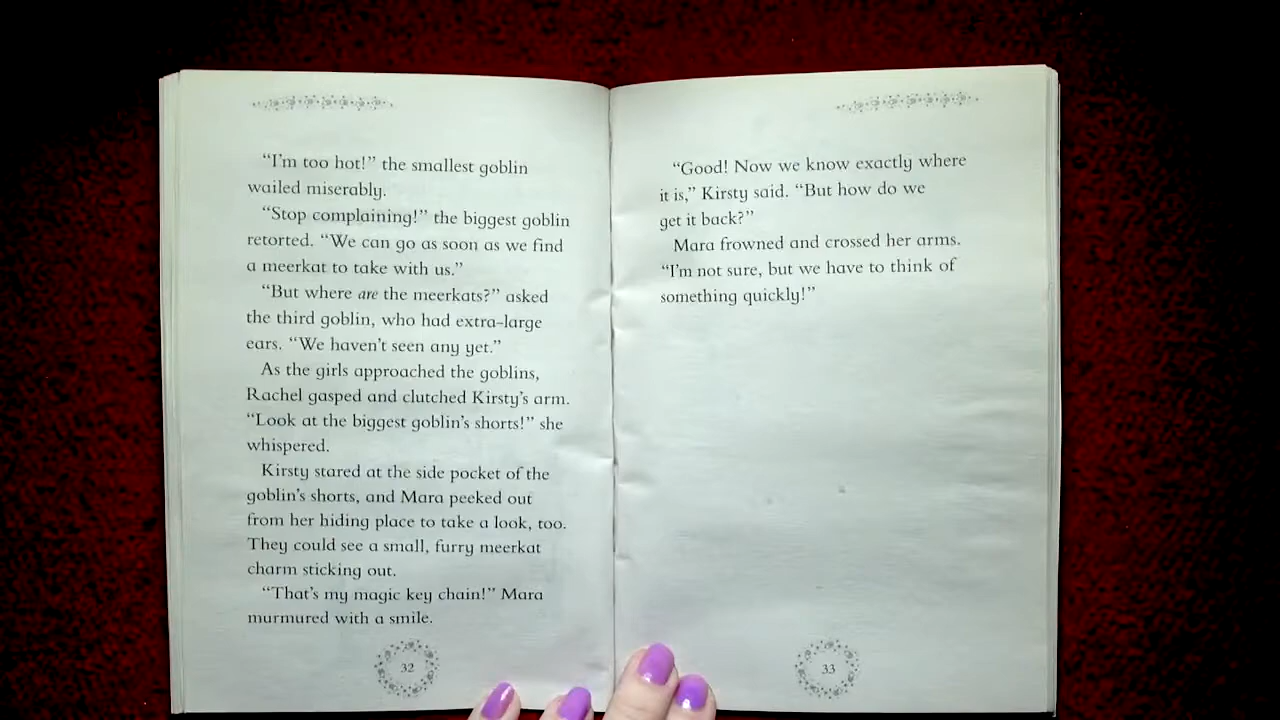 “I'm too hot!” the smallest goblin
wailed miserably.
“Stop complaining!” the biggest goblin
retorted. “We can go as soon as we find
a meerkat to take with us.”
“But where are the meerkats?” asked
the third goblin, who had extra-large
ears. “We haven't seen any yet.”
As the girls approached the goblins,
Rachel gasped and clutched Kirsty's arm.
“Look at the biggest goblin's shorts!” she
whispered.
Kirsty stared at the side pocket of the
goblin's shorts, and Mara peeked out
from her hiding place to take a look, too.
They could see a small, furry meerkat
charm sticking out.
“That's my magic key chain!” Mara
murmured with a smile.
32
“Good! Now we know exactly where
it is,” Kirsty said. “But how do we
get it back?”
Mara frowned and crossed her arms.
“I'm not sure, but we have to think of
something quickly!”
33